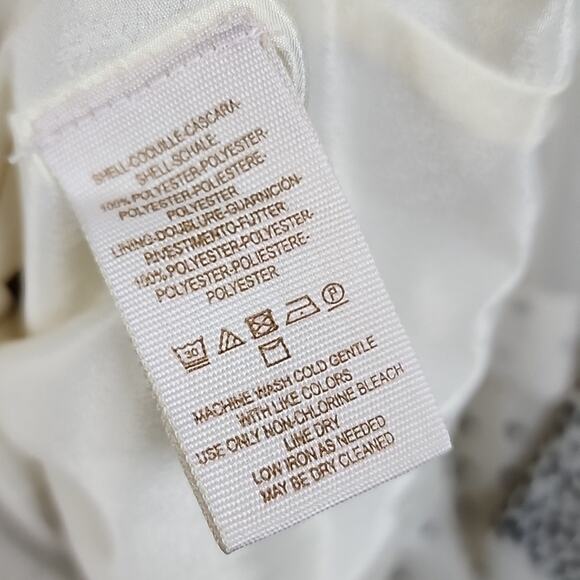 SHELL-COQUILLE-CASCARA-
SHELL-SCHALE
100% POLYESTER-POLYESTER-
POLYESTER-POLIESTERE-
POLYESTER
LINING-DOUBLURE-GUARNICIÓN-
RIVESTIMENTO-FUTTER
100% POLYESTER-POLYESTER-
POLYESTER-POLIESTERE-
POLYESTER
30 P
MACHINE WASH COLD GENTLE
WITH LIKE COLORS
USE ONLY NON-CHLORINE BLEACH
LINE DRY
LOW IRON AS NEEDED
MAY BE DRY CLEANED